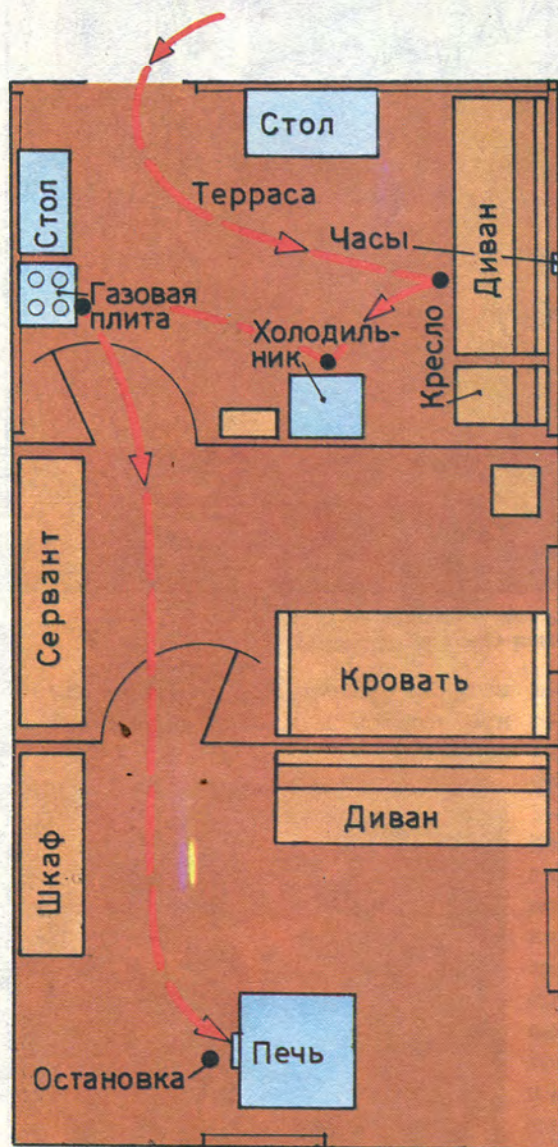 Стол
Стол
Терраса
Часы
Диван
Газовая
плита
Холодиль-
ник
Кресло
Сервант
Кровать
Диван
Шкаф
Печь
Остановка